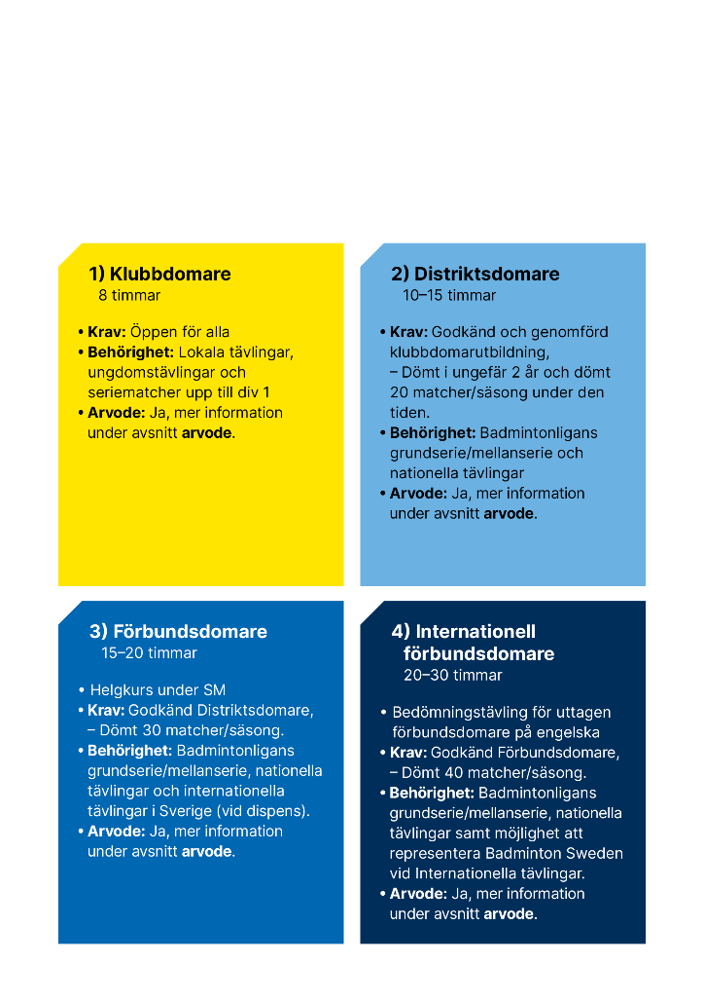 1) Klubbdomare
8 timmar
• Krav: Öppen för alla
• Behörighet: Lokala tävlingar,
ungdomstävlingar och
seriematcher upp till div 1
• Arvode: Ja, mer information
under avsnitt arvode.
2) Distriktsdomare
10–15 timmar
• Krav: Godkänd och genomförd
klubbdomarutbildning,
– Dömt i ungefär 2 år och dömt
20 matcher/säsong under den
tiden.
• Behörighet: Badmintonligans
grundserie/mellanserie och
nationella tävlingar
• Arvode: Ja, mer information
under avsnitt arvode.
3) Förbundsdomare
15–20 timmar
• Helgkurs under SM
• Krav: Godkänd Distriktsdomare,
– Dömt 30 matcher/säsong.
• Behörighet: Badmintonligans
grundserie/mellanserie, nationella
tävlingar och internationella
tävlingar i Sverige (vid dispens).
• Arvode: Ja, mer information
under avsnitt arvode.
4) Internationell
förbundsdomare
20–30 timmar
• Bedömningstävling för uttagen
förbundsdomare på engelska
• Krav: Godkänd Förbundsdomare,
– Dömt 40 matcher/säsong.
• Behörighet: Badmintonligans
grundserie/mellanserie, nationella
tävlingar samt möjlighet att
representera Badminton Sweden
vid Internationella tävlingar.
• Arvode: Ja, mer information
under avsnitt arvode.